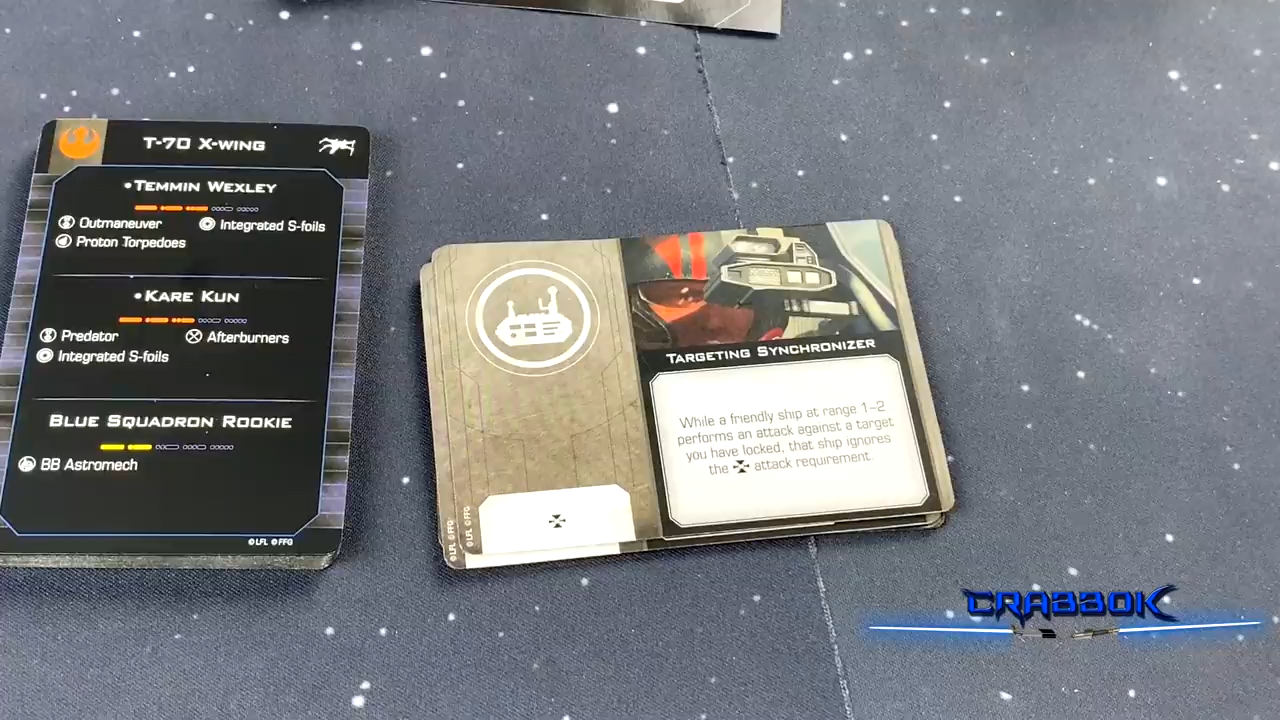 T-70 X-WING
•TEMMIN WEXLEY
Outmaneuver
Integrated S-foils
Proton Torpedoes
•KARE KUN
Predator
Afterburners
Integrated S-foils
BLUE SQUADRON ROOKIE
BB Astromech
©LFL ©FFG
TARGETING SYNCHRONIZER
While a friendly ship at range 1–2
performs an attack against a target
you have locked, that ship ignores
the attack requirement.
©LFL ©FFG
©LFL ©FFG
CRABBOK